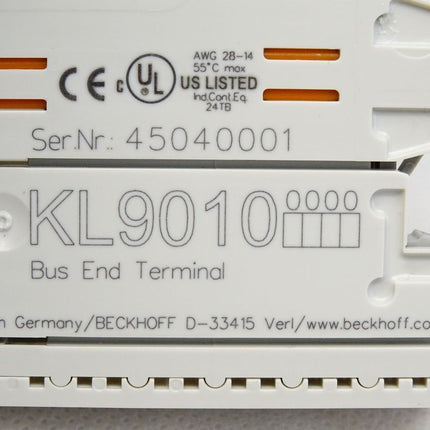 AWG 28-14
55°C max
CE c UL ® US LISTED
Ind.Cont.Eq.
24TB
Ser.Nr.: 45040001
KL9010 0000
Bus End Terminal
n Germany/BECKHOFF D-33415 Verl/www.beckhoff.co